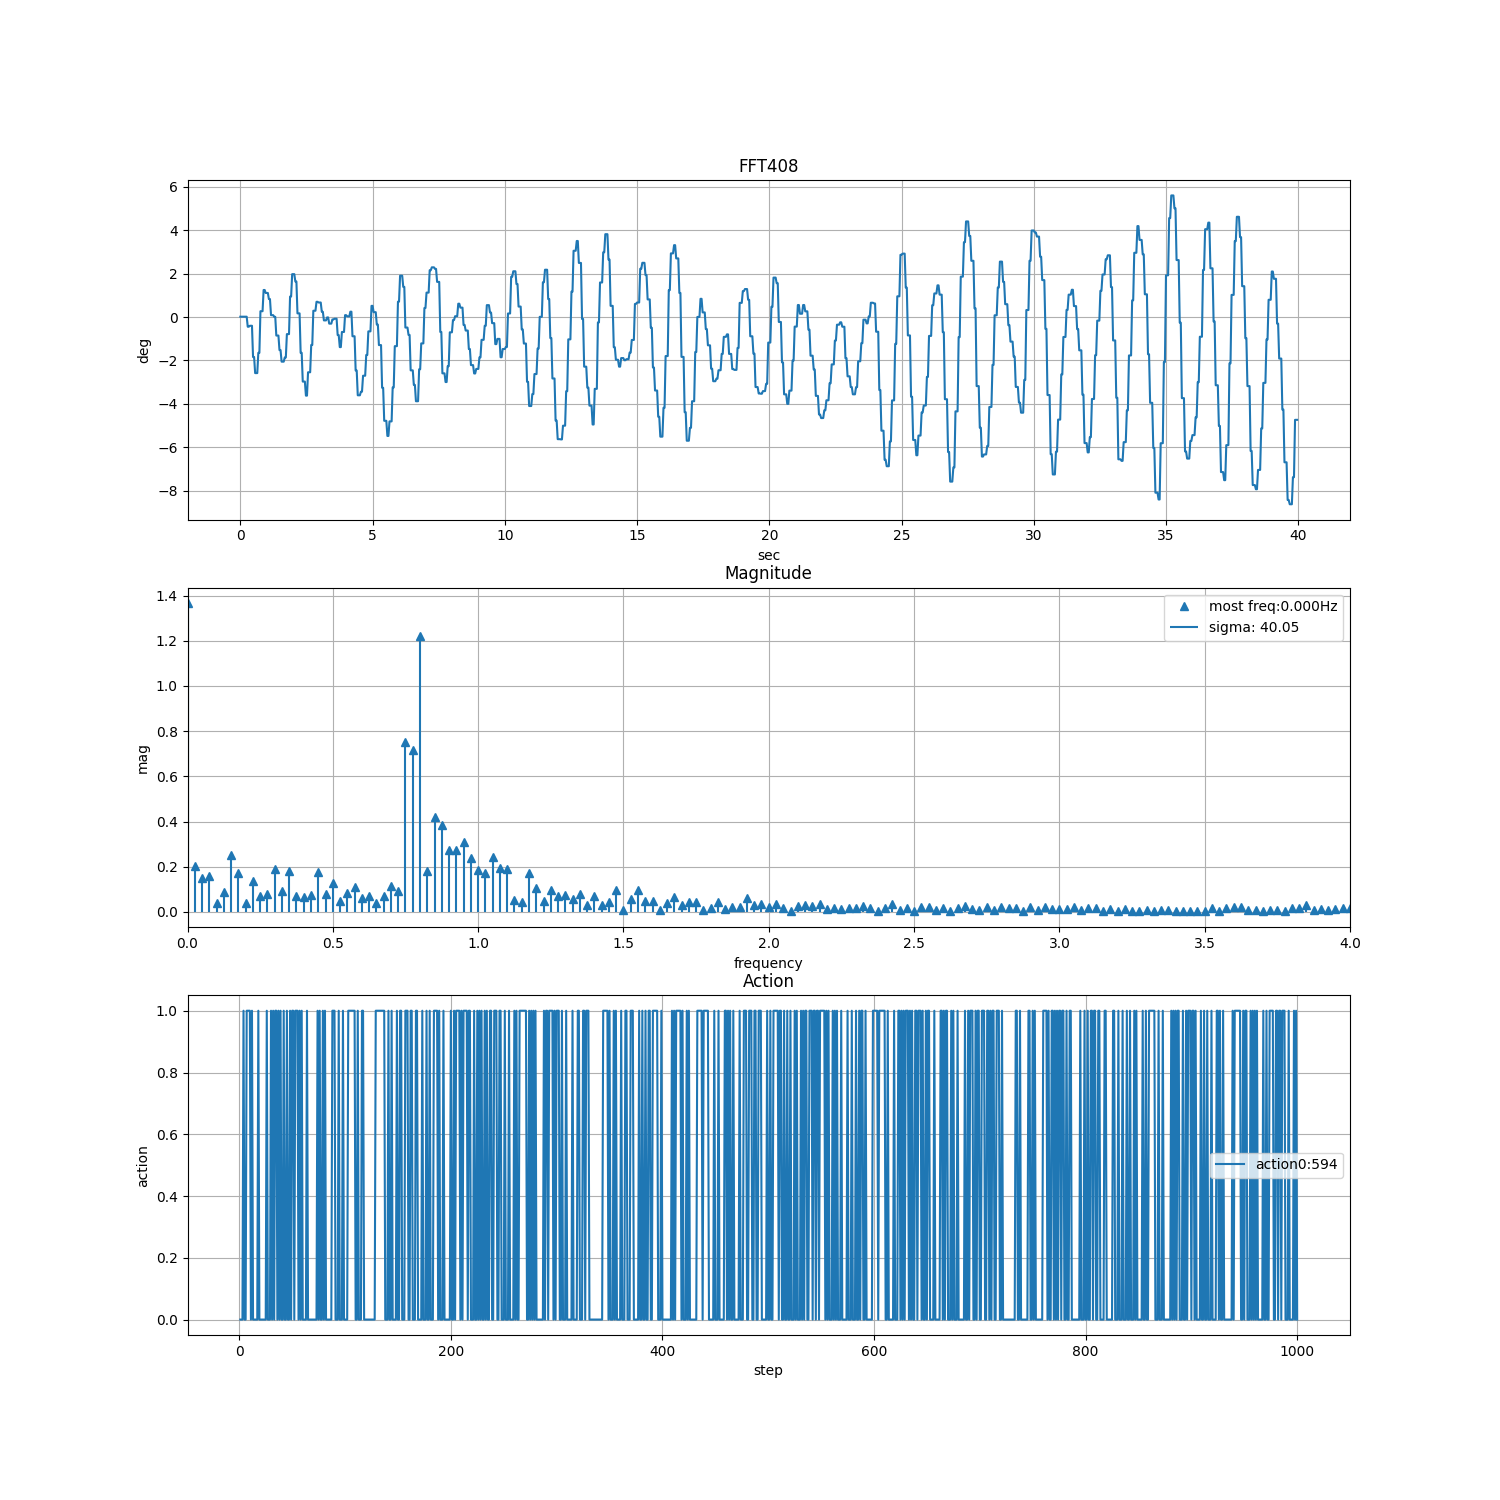 FFT408
6
4
2
0
−2
−4
−6
−8
deg
0 5 10 15 20 25 30 35 40
sec
Magnitude
1.4
1.2
1.0
0.8
0.6
0.4
0.2
0.0
mag
most freq:0.000Hz
sigma: 40.05
0.0 0.5 1.0 1.5 2.0 2.5 3.0 3.5 4.0
frequency
Action
1.0
0.8
0.6
0.4
0.2
0.0
action
action0:594
0 200 400 600 800 1000
step